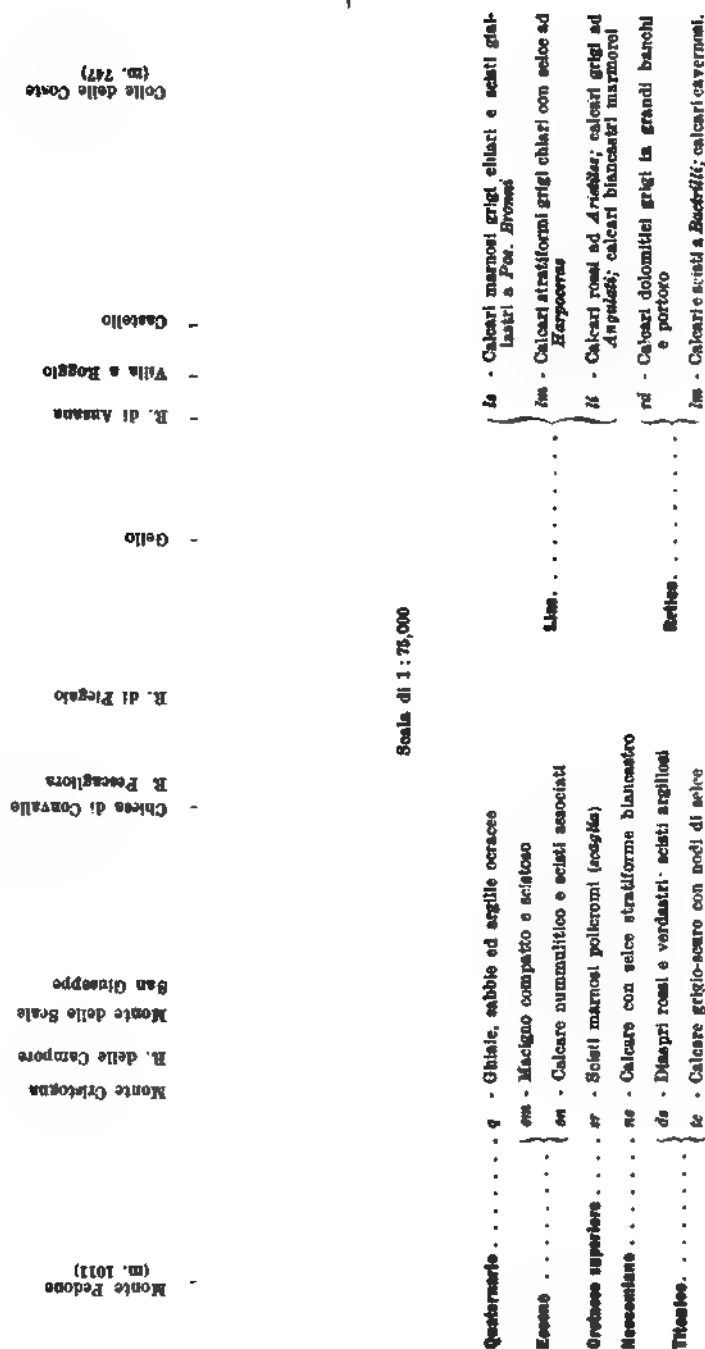 Monte Pedone
(m. 1011)
Monte Cristogna
R. delle Campore
Monte delle Scale
San Giuseppe
Chiesa di Convalle
R. Pescagliora
R. di Piegaio
Gello
R. di Ansana
Villa a Roggio
Castello
Colle delle Coste
(m. 747)
Scala di 1 : 75,000
Quaternario . . . . . . . . q - Ghiaie, sabbie ed argille ocracee
Eocene . . . . . . . . . em - Macigno compatto e scistoso
en - Calcare nummulitico e scisti associati
Cretaceo superiore . . . . sr - Scisti marnosi policromi (scaglia)
Neocomiano . . . . . . . ns - Calcare con selce stratiforme biancastro
Titonico. . . . . . . . . ds - Diaspri rossi e verdastri - scisti argillosi
tc - Calcare grigio-scuro con nodi di selce
Lias. . . . . . . . . . . ls - Calcari marnosi grigi chiari e scisti gial-
lastri a Pos. Bronni
lm - Calcari stratiformi grigi chiari con selce ad
Harpoceras
li - Calcari rossi ad Arietites; calcari grigi ad
Angulati; calcari biancastri marmorei
Retico. . . . . . . . . . rd - Calcari dolomitici grigi in grandi banchi
e portoro
Calcari e scisti a Bactrilli; calcari cavernosi.